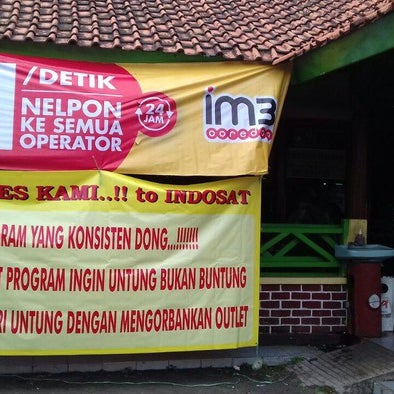 /DETIK
NELPON
KE SEMUA
OPERATOR
24
JAM
im3
ooredoo
ES KAMI..!! to INDOSAT
RAM YANG KONSISTEN DONG,,,!!!!!!!
T PROGRAM INGIN UNTUNG BUKAN BUNTUNG
RI UNTUNG DENGAN MENGORBANKAN OUTLET